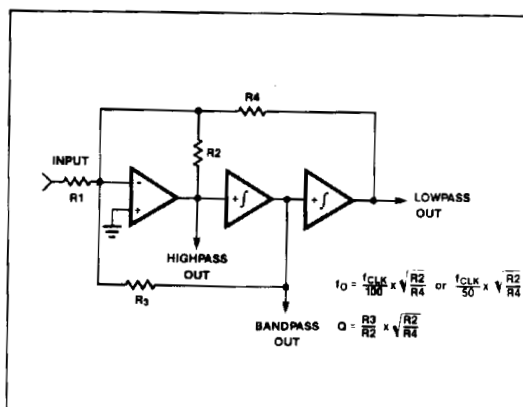 R4
R2
INPUT
R1
-
+
+∫
+∫
LOWPASS
OUT
HIGHPASS
OUT
R3
BANDPASS
OUT
fO = fCLK/100 x √R2/R4 or fCLK/50 x √R2/R4
Q = R3/R2 x √R2/R4